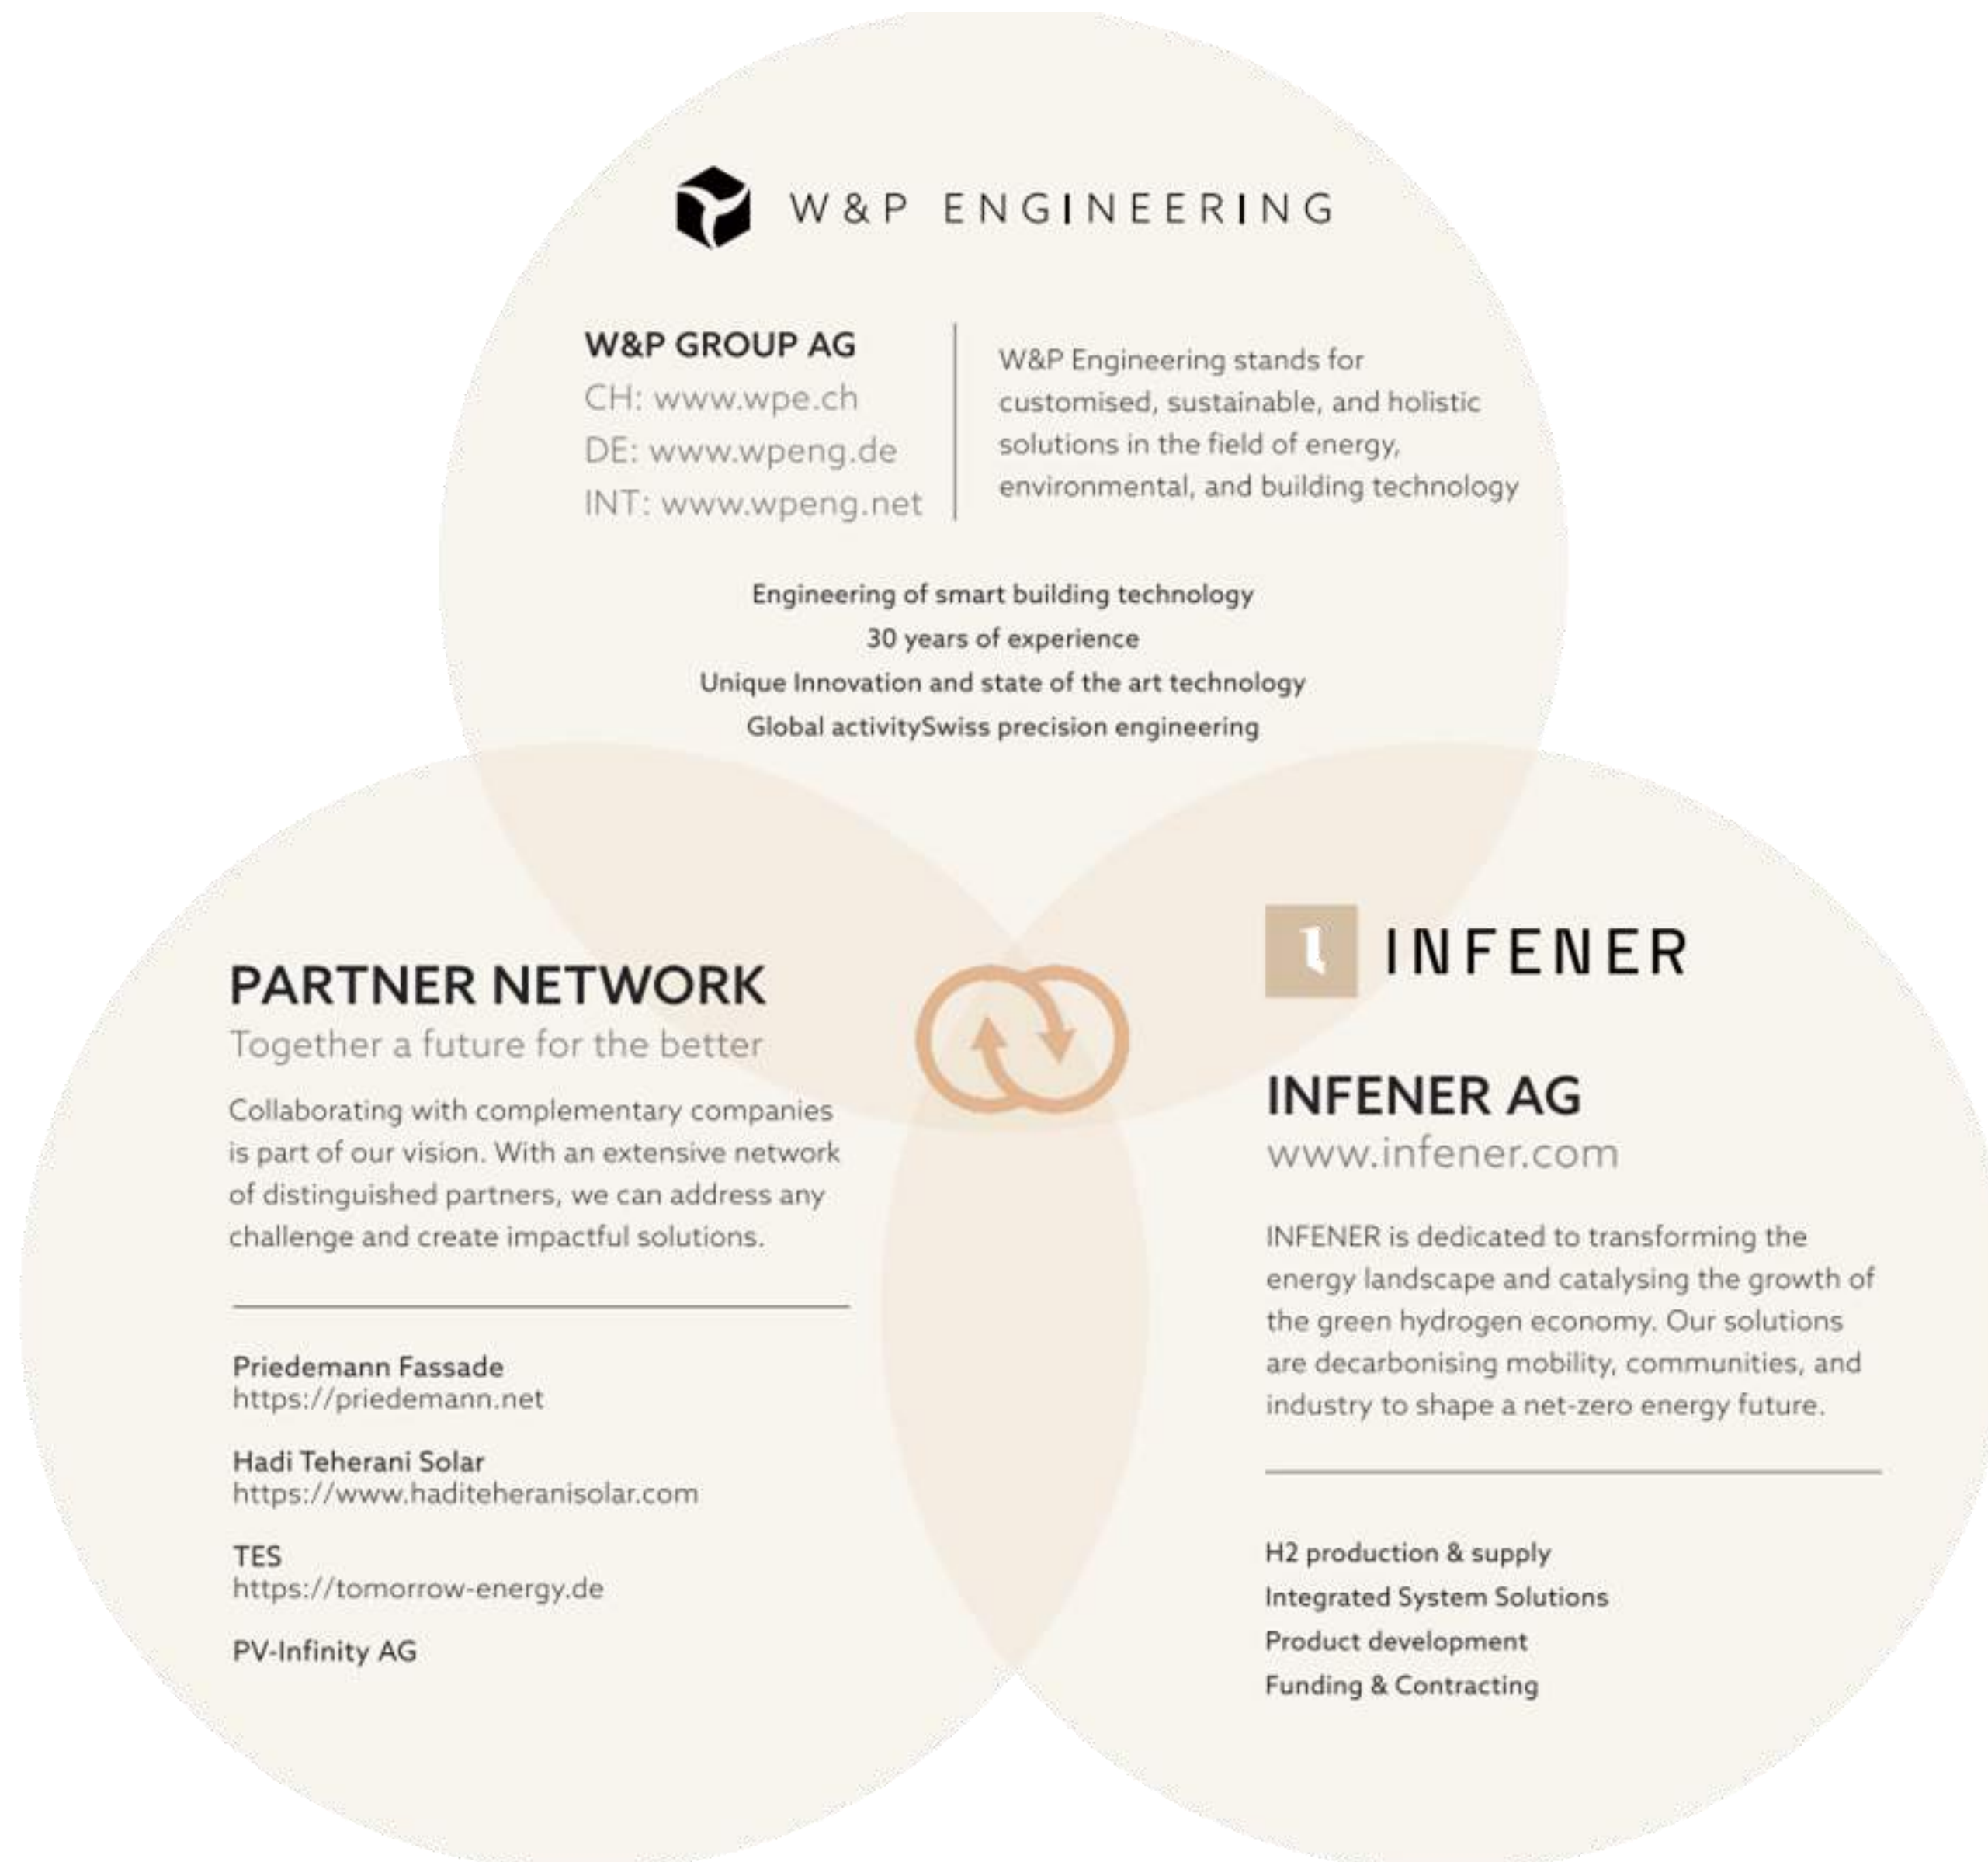 W&P ENGINEERING
W&P GROUP AG
CH: www.wpe.ch
DE: www.wpeng.de
INT: www.wpeng.net
W&P Engineering stands for
customised, sustainable, and holistic
solutions in the field of energy,
environmental, and building technology
Engineering of smart building technology
30 years of experience
Unique Innovation and state of the art technology
Global activitySwiss precision engineering
PARTNER NETWORK
Together a future for the better
Collaborating with complementary companies
is part of our vision. With an extensive network
of distinguished partners, we can address any
challenge and create impactful solutions.
Priedemann Fassade
https://priedemann.net
Hadi Teherani Solar
https://www.haditeheranisolar.com
TES
https://tomorrow-energy.de
PV-Infinity AG
INFENER
INFENER AG
www.infener.com
INFENER is dedicated to transforming the
energy landscape and catalysing the growth of
the green hydrogen economy. Our solutions
are decarbonising mobility, communities, and
industry to shape a net-zero energy future.
H2 production & supply
Integrated System Solutions
Product development
Funding & Contracting